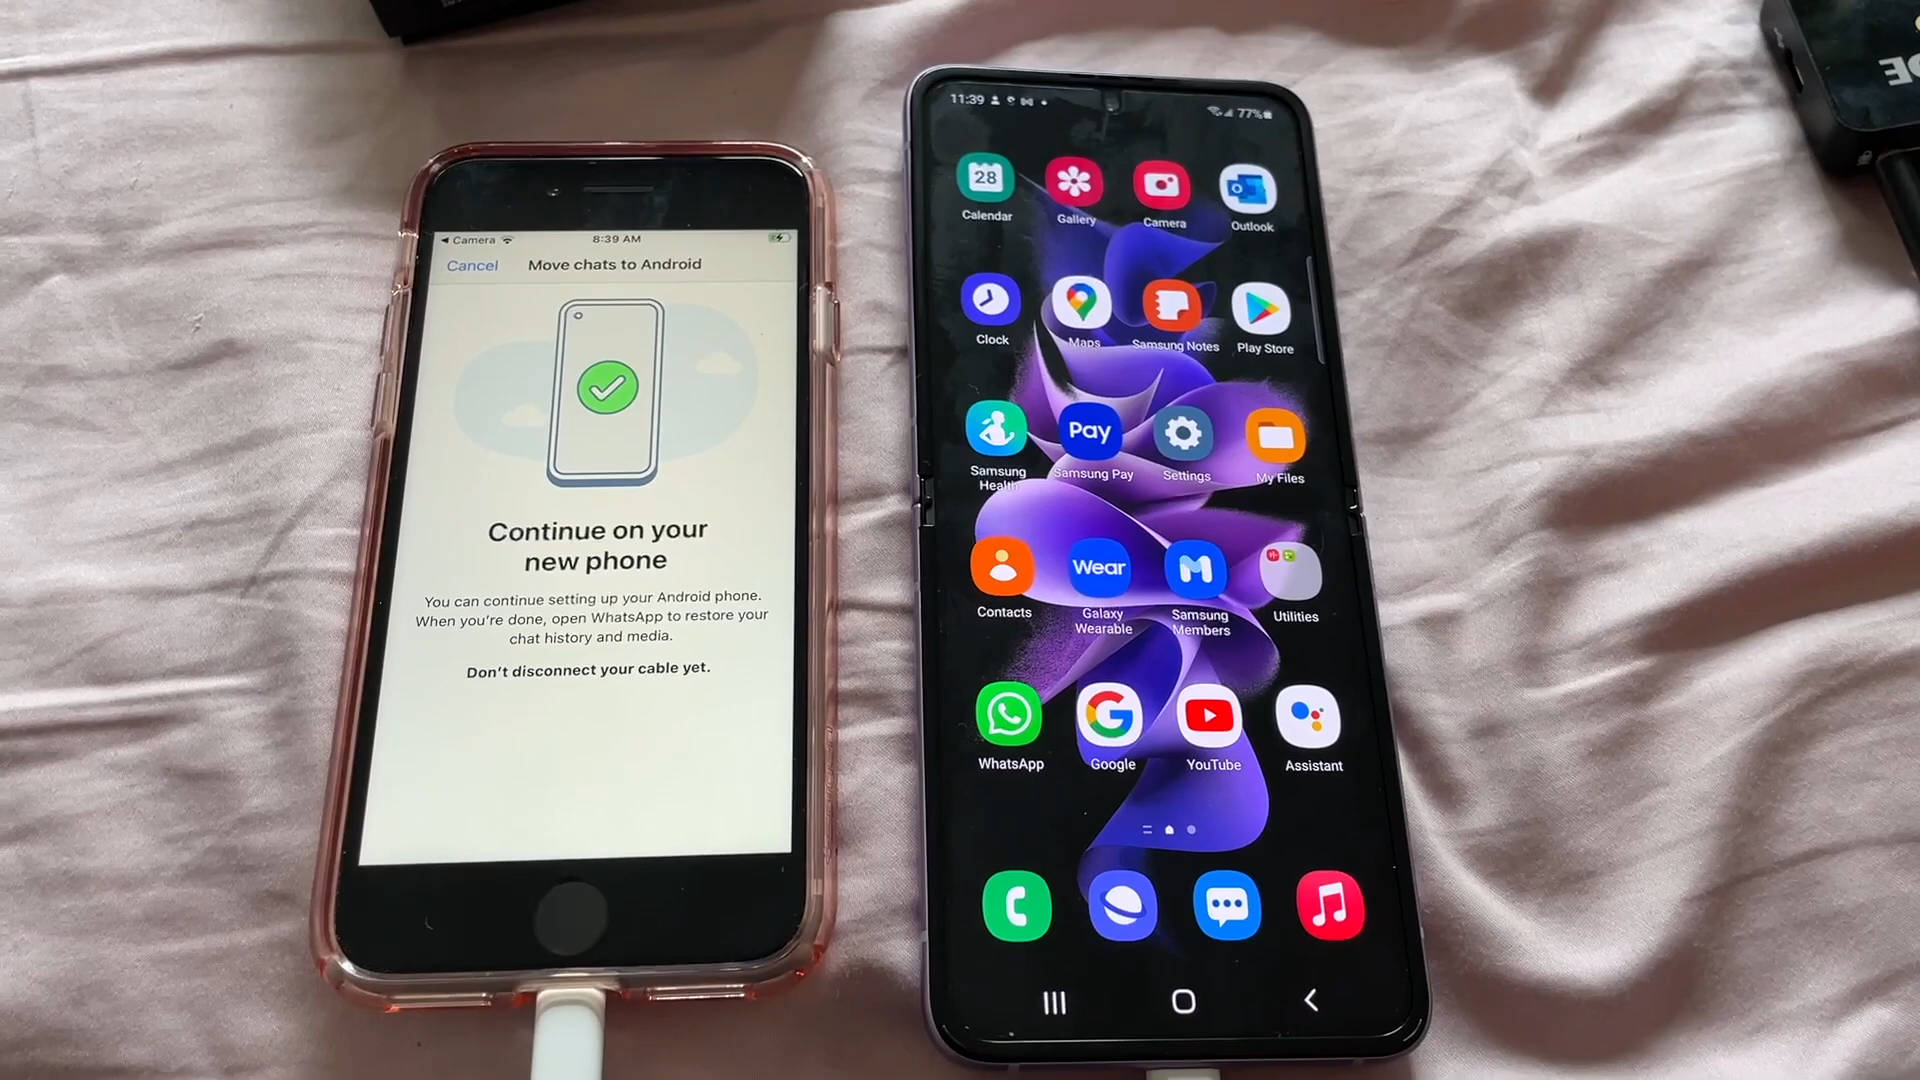 Camera
8:39 AM
Cancel
Move chats to Android
Continue on your
new phone
You can continue setting up your Android phone.
When you're done, open WhatsApp to restore your
chat history and media.
Don't disconnect your cable yet.
11:39
77%
28
Calendar
Gallery
Camera
Outlook
Clock
Maps
Samsung Notes
Play Store
Samsung
Health
Pay
Samsung Pay
Settings
My Files
Contacts
Wear
Galaxy
Wearable
Samsung
Members
Utilities
WhatsApp
Google
YouTube
Assistant